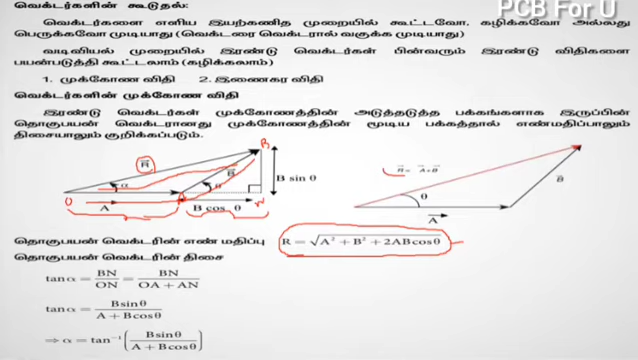 PCB For U
வெக்டர்களின் கூடுதல்:
வெக்டர்களை எளிய இயற்கணித முறையில் கூட்டவோ, கழிக்கவோ அல்லது
பெருக்கவோ முடியாது (வெக்டரை வெக்டரால் வகுக்க முடியாது)
வடிவியல் முறையில் இரண்டு வெக்டர்கள் பின்வரும் இரண்டு விதிகளை
பயன்படுத்தி கூட்டலாம் (கழிக்கலாம்)
1. முக்கோண விதி 2. இணைகர விதி
வெக்டர்களின் முக்கோண விதி
இரண்டு வெக்டர்கள் முக்கோணத்தின் அடுத்தடுத்த பக்கங்களாக இருப்பின்
தொகுபயன் வெக்டரானது முக்கோணத்தின் மூடிய பக்கத்தால் எண்மதிப்பாலும்
திசையாலும் குறிக்கப்படும்.
B
R⃗
B⃗
α
θ
B sin θ
O
A
A
B cos θ
N
R⃗ = A⃗ + B⃗
B⃗
θ
A⃗
தொகுபயன் வெக்டரின் எண் மதிப்பு R = √A² + B² + 2ABcosθ
தொகுபயன் வெக்டரின் திசை
tan α = BN/ON = BN/OA + AN
tan α = Bsinθ/A + Bcosθ
⇒ α = tan⁻¹ (Bsinθ/A + Bcosθ)